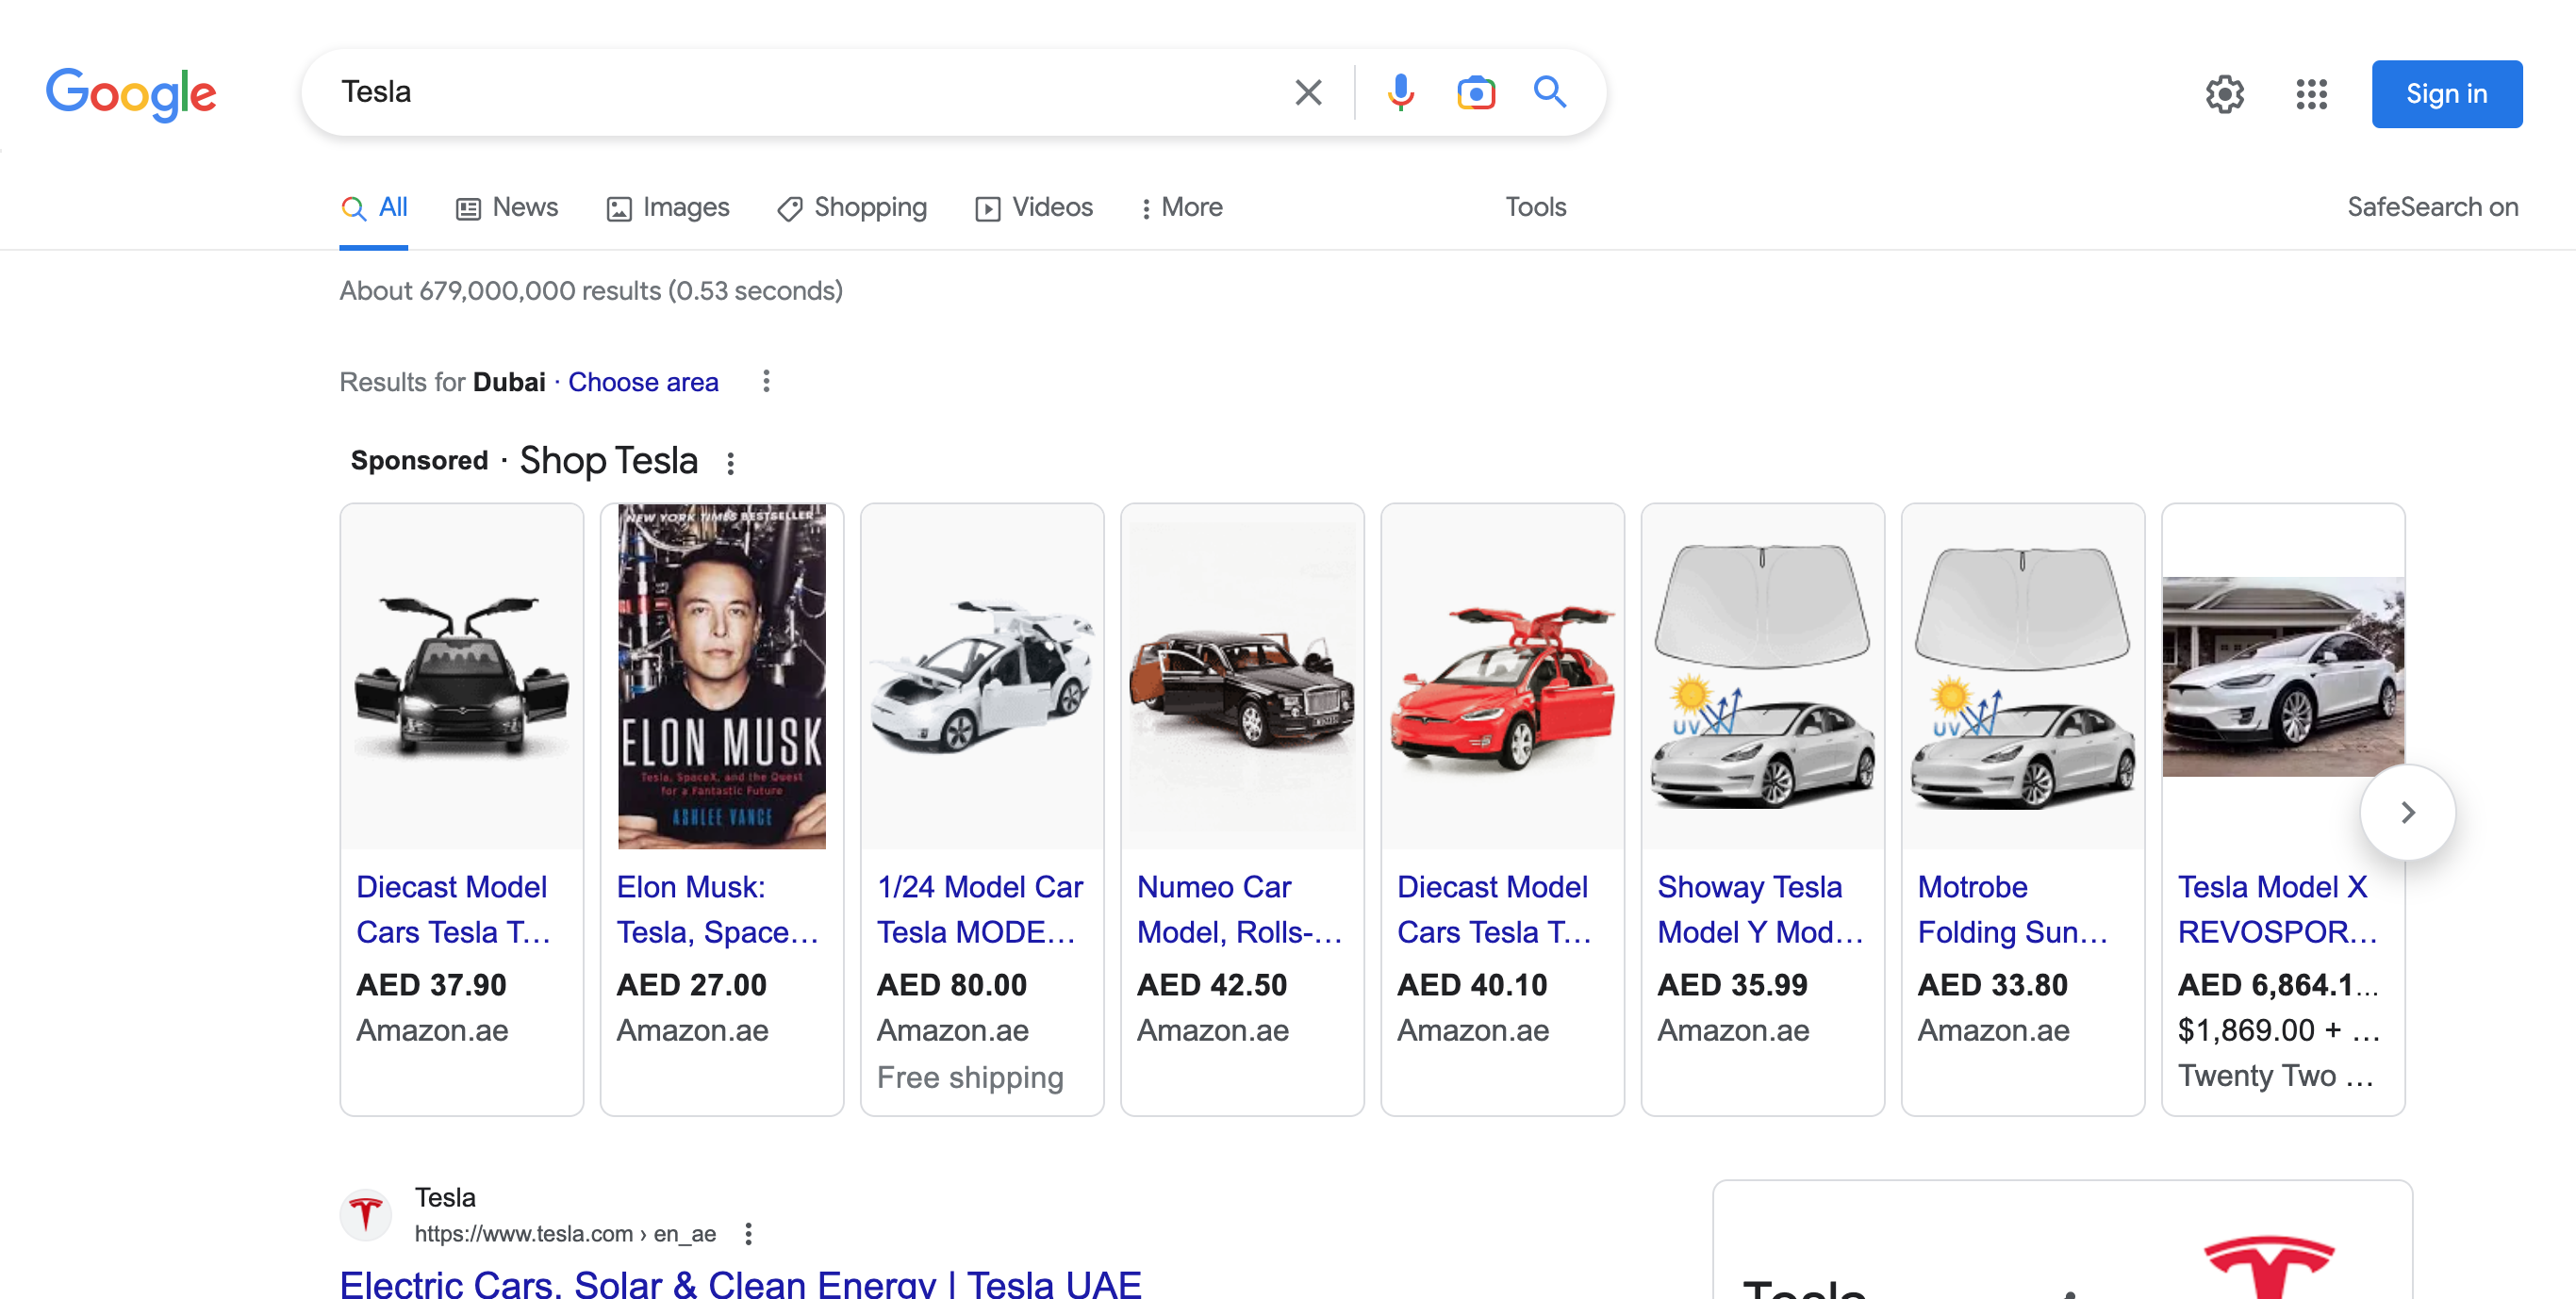 Google
Tesla
Sign in
All
News
Images
Shopping
Videos
More
Tools
SafeSearch on
About 679,000,000 results (0.53 seconds)
Results for Dubai · Choose area
Sponsored · Shop Tesla
NEW YORK TIMES BESTSELLER
ELON MUSK
Tesla, SpaceX, and the Quest
for a Fantastic Future
ASHLEE VANCE
UV
UV
Diecast Model
Cars Tesla T...
AED 37.90
Amazon.ae
Elon Musk:
Tesla, Space...
AED 27.00
Amazon.ae
1/24 Model Car
Tesla MODE...
AED 80.00
Amazon.ae
Free shipping
Numeo Car
Model, Rolls-...
AED 42.50
Amazon.ae
Diecast Model
Cars Tesla T...
AED 40.10
Amazon.ae
Showay Tesla
Model Y Mod...
AED 35.99
Amazon.ae
Motrobe
Folding Sun...
AED 33.80
Amazon.ae
Tesla Model X
REVOSPOR...
AED 6,864.1...
$1,869.00 + ...
Twenty Two ...
Tesla
https://www.tesla.com › en_ae
Electric Cars, Solar & Clean Energy | Tesla UAE
Tesla